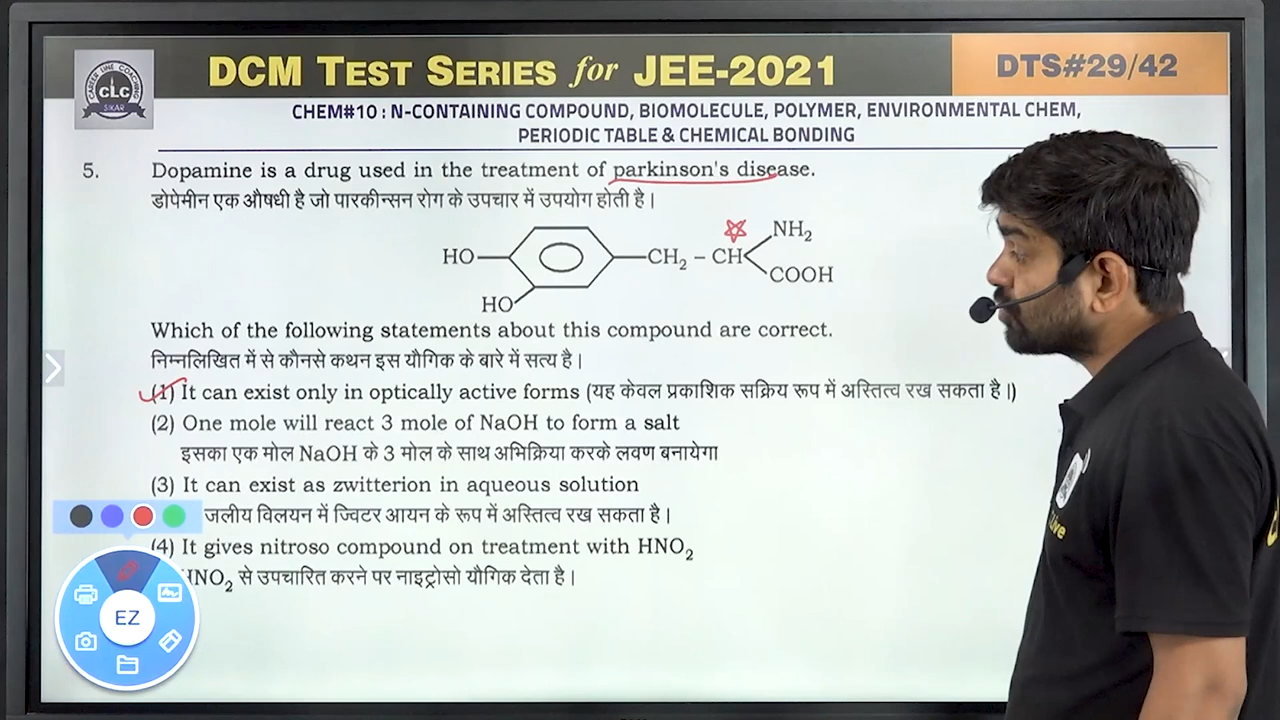 CAREER LINE COACHING
CLC
SIKAR
DCM TEST SERIES for JEE-2021
DTS#29/42
CHEM#10 : N-CONTAINING COMPOUND, BIOMOLECULE, POLYMER, ENVIRONMENTAL CHEM,
PERIODIC TABLE & CHEMICAL BONDING
5. Dopamine is a drug used in the treatment of parkinson's disease.
डोपेमीन एक औषधी है जो पारकीन्सन रोग के उपचार में उपयोग होती है।
NH₂
HO CH₂ – CH
COOH
HO
Which of the following statements about this compound are correct.
निम्नलिखित में से कौनसे कथन इस यौगिक के बारे में सत्य है।
(1) It can exist only in optically active forms (यह केवल प्रकाशिक सक्रिय रूप में अस्तित्व रख सकता है।)
(2) One mole will react 3 mole of NaOH to form a salt
इसका एक मोल NaOH के 3 मोल के साथ अभिक्रिया करके लवण बनायेगा
(3) It can exist as zwitterion in aqueous solution
जलीय विलयन में ज्विटर आयन के रूप में अस्तित्व रख सकता है।
(4) It gives nitroso compound on treatment with HNO₂
HNO₂ से उपचारित करने पर नाइट्रोसो यौगिक देता है।
EZ